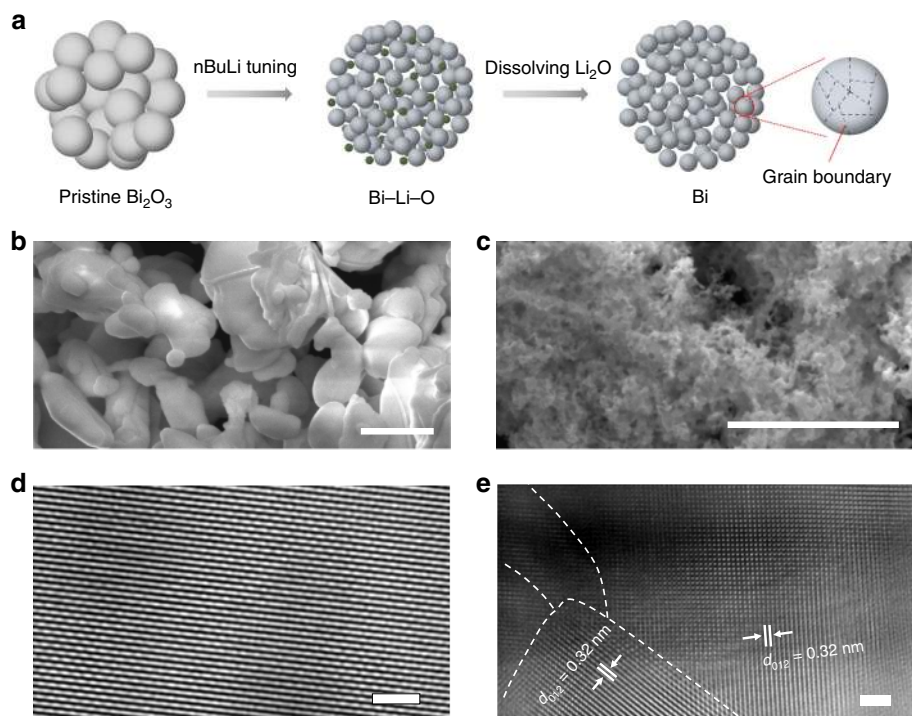 a
nBuLi tuning
Dissolving Li₂O
Grain boundary
Pristine Bi₂O₃
Bi–Li–O
Bi
b
c
d
e
d₀₁₂ = 0.32 nm
d₀₁₂ = 0.32 nm